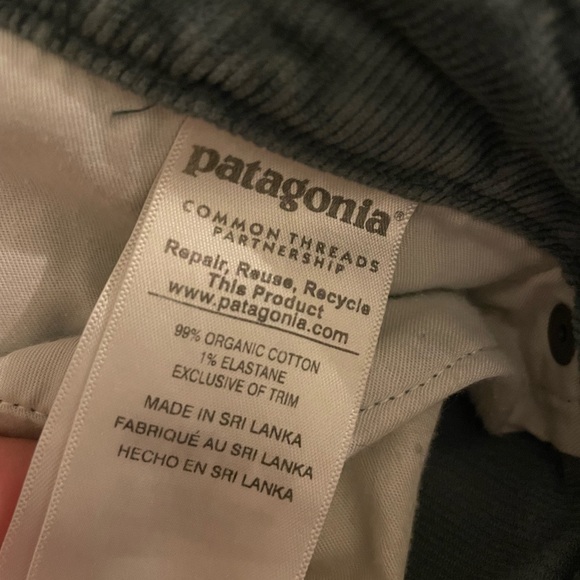 patagonia®
COMMON THREADS
PARTNERSHIP
Repair, Reuse, Recycle
This Product
www.patagonia.com
99% ORGANIC COTTON
1% ELASTANE
EXCLUSIVE OF TRIM
MADE IN SRI LANKA
FABRIQUÉ AU SRI LANKA
HECHO EN SRI LANKA